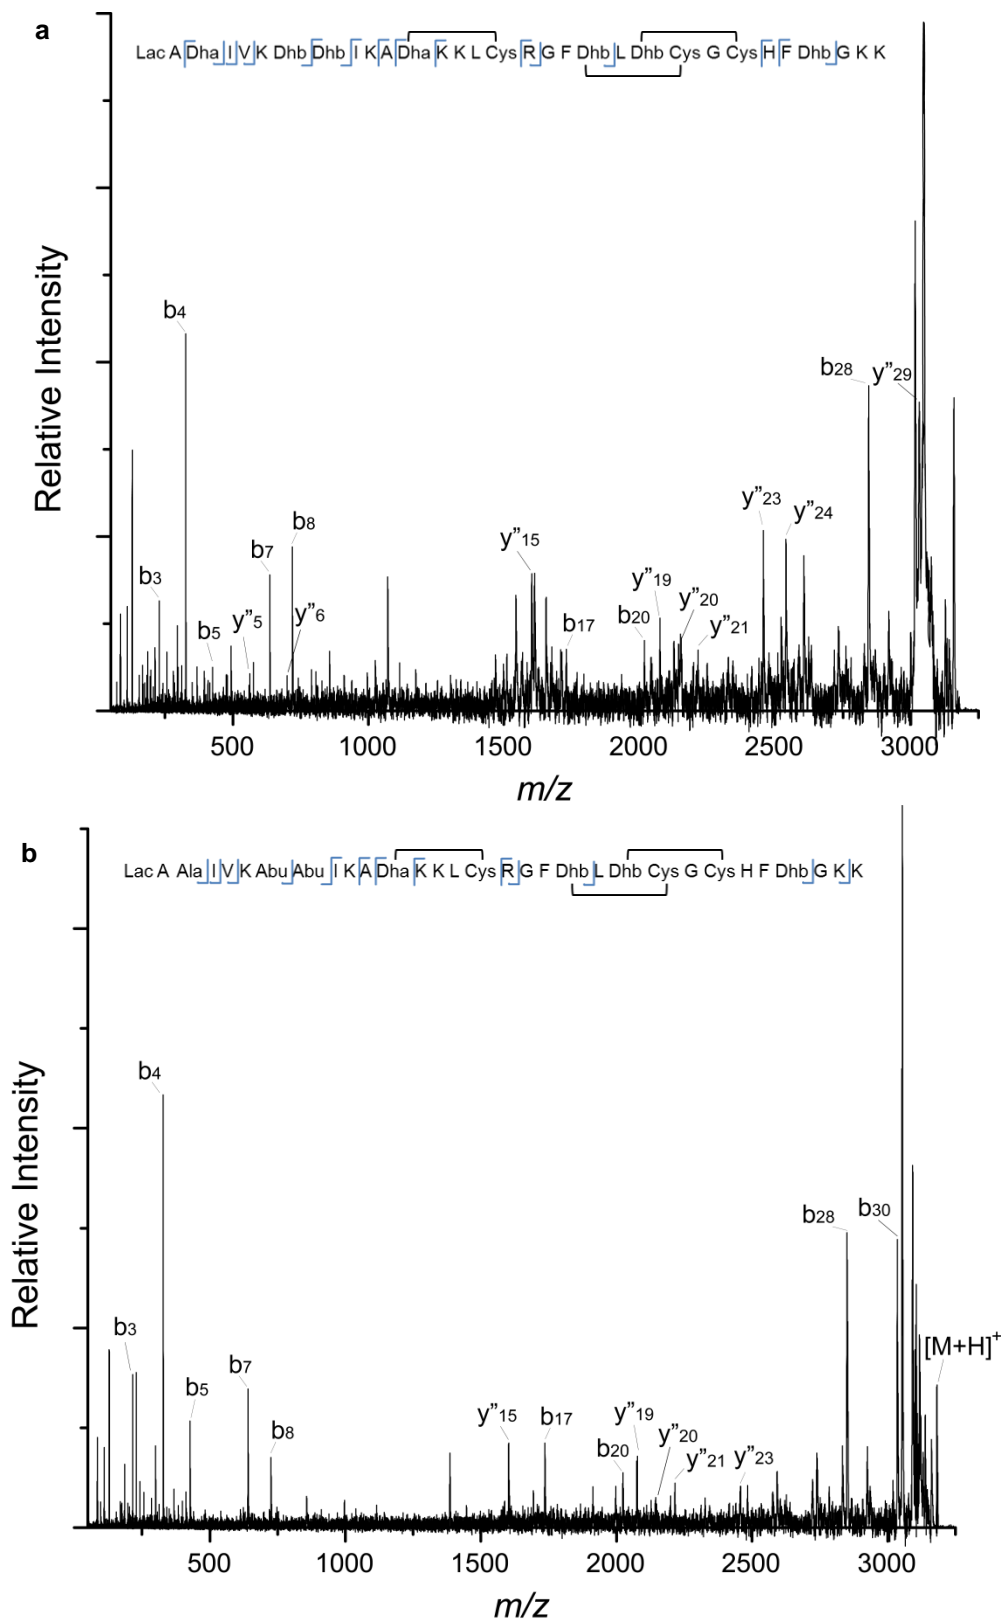 a
Lac A Dha I V K Dhb Dhb I K A Dha K K L Cys R G F Dhb L Dhb Cys G Cys H F Dhb G K K
Relative Intensity
b4
b3
b5
y”5
b7
b8
y”6
y”15
b17
b20
y”19
y”20
y”21
y”23
y”24
b28
y”29
500 1000 1500 2000 2500 3000
m/z
b
Lac A Ala I V K Abu Abu I K A Dha K K L Cys R G F Dhb L Dhb Cys G Cys H F Dhb G K K
Relative Intensity
b4
b3
b5
b7
b8
y”15
b17
b20
y”19
y”20
y”21
y”23
b28
b30
[M+H]+
500 1000 1500 2000 2500 3000
m/z